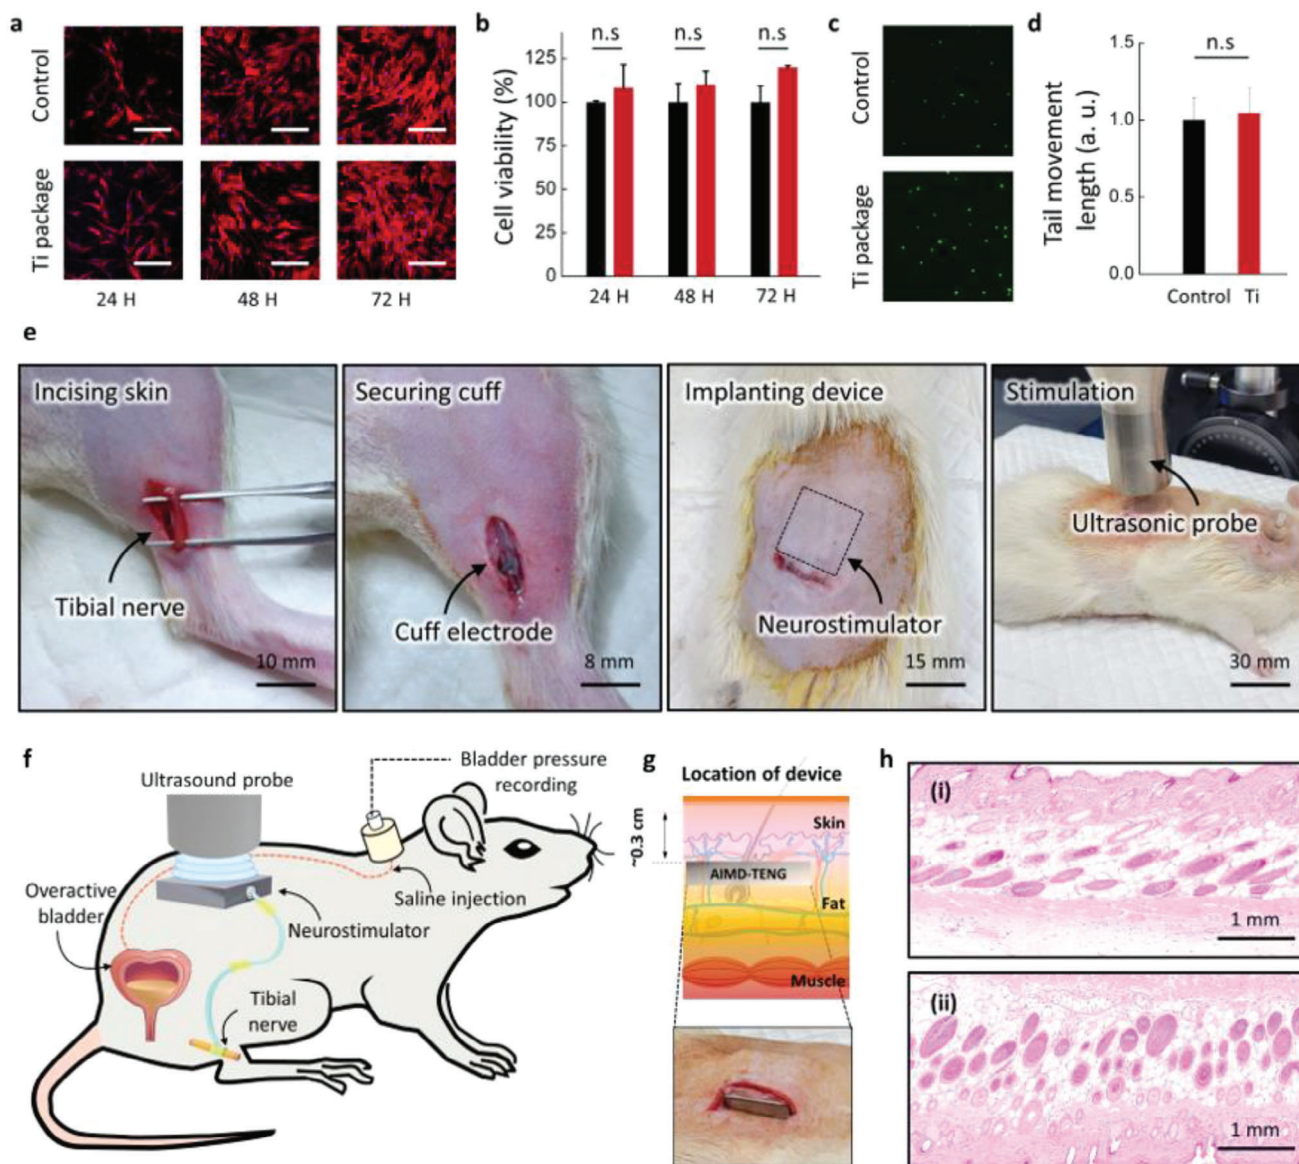 a
Control
Ti package
24 H
48 H
72 H
b
Cell viability (%)
125
100
75
50
25
0
n.s
n.s
n.s
24 H
48 H
72 H
c
Control
Ti package
d
Tail movement
length (a. u.)
1.5
1.0
0.5
0.0
n.s
Control
Ti
e
Incising skin
Tibial nerve
10 mm
Securing cuff
Cuff electrode
8 mm
Implanting device
Neurostimulator
15 mm
Stimulation
Ultrasonic probe
30 mm
f
Ultrasound probe
Bladder pressure
recording
Saline injection
Overactive
bladder
Neurostimulator
Tibial
nerve
g
Location of device
~0.3 cm
Skin
AIMD-TENG
Fat
Muscle
h
(i)
1 mm
(ii)
1 mm